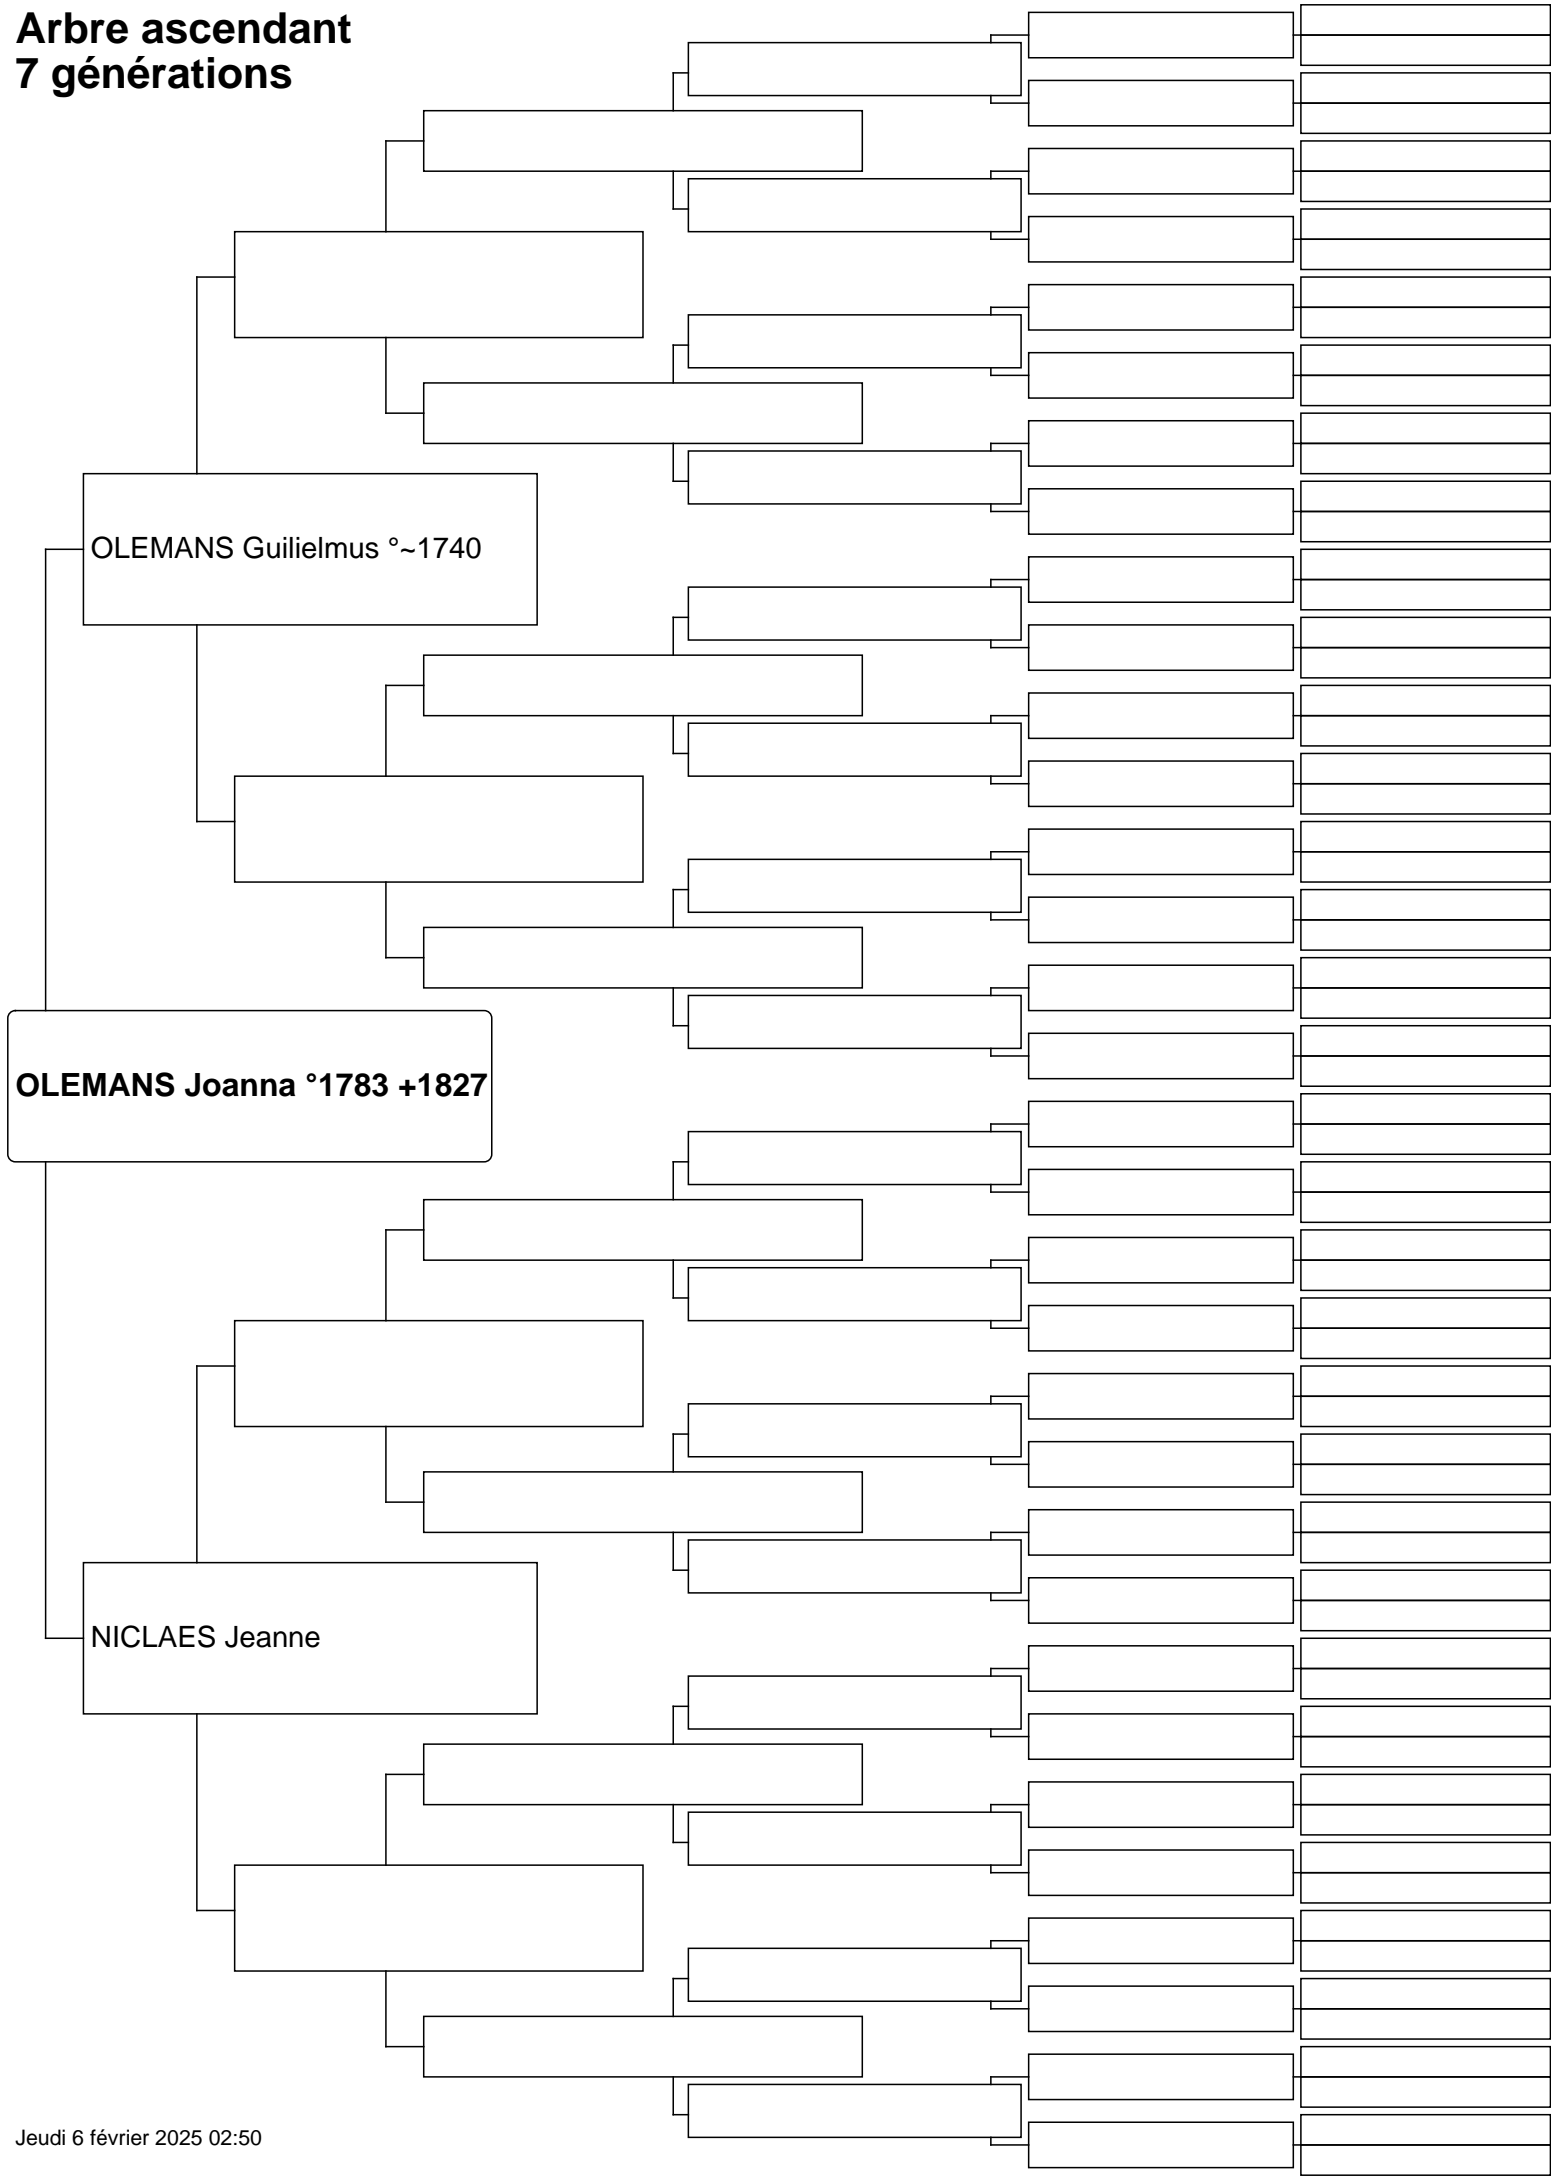 Arbre ascendant
7 générations
OLEMANS Guilielmus °~1740
OLEMANS Joanna °1783 +1827
NICLAES Jeanne
Jeudi 6 février 2025 02:50